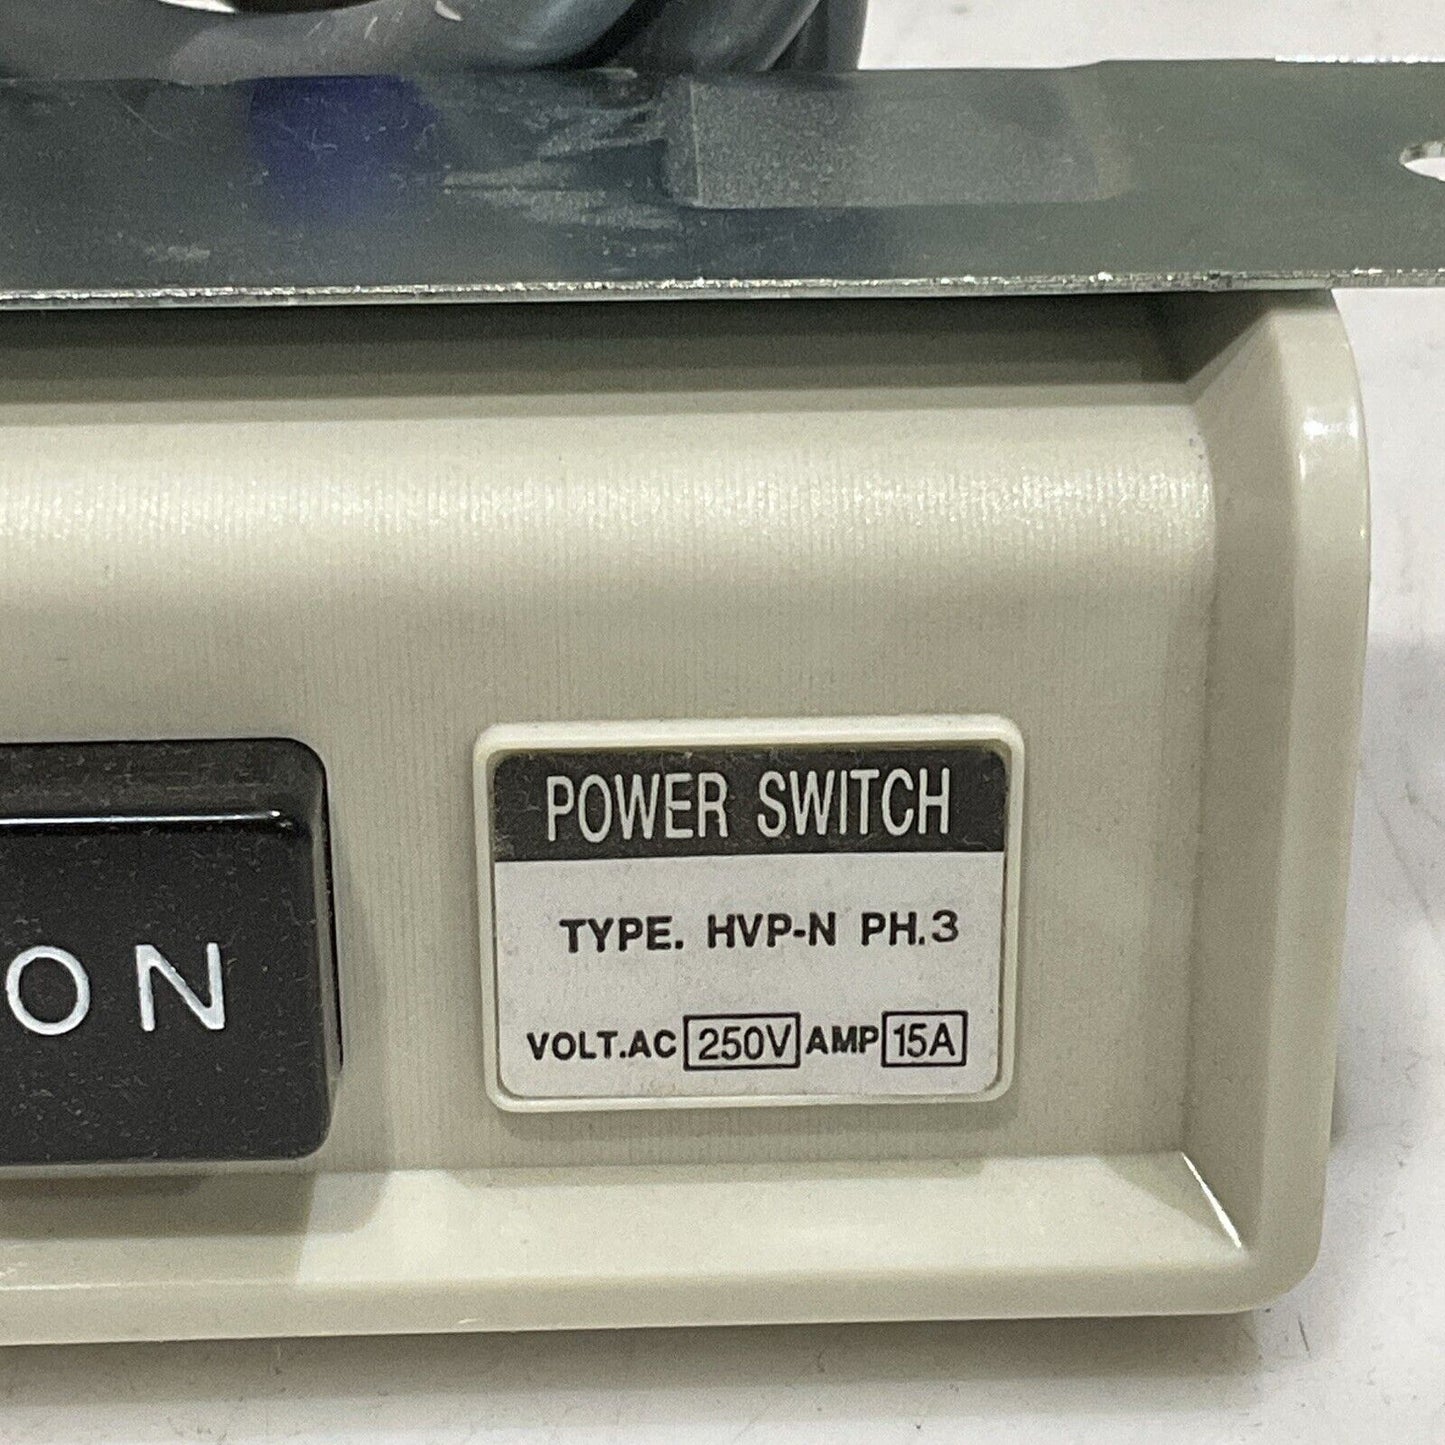 POWER SWITCH
TYPE. HVP-N PH.3
VOLT.AC 250V AMP 15A
ON